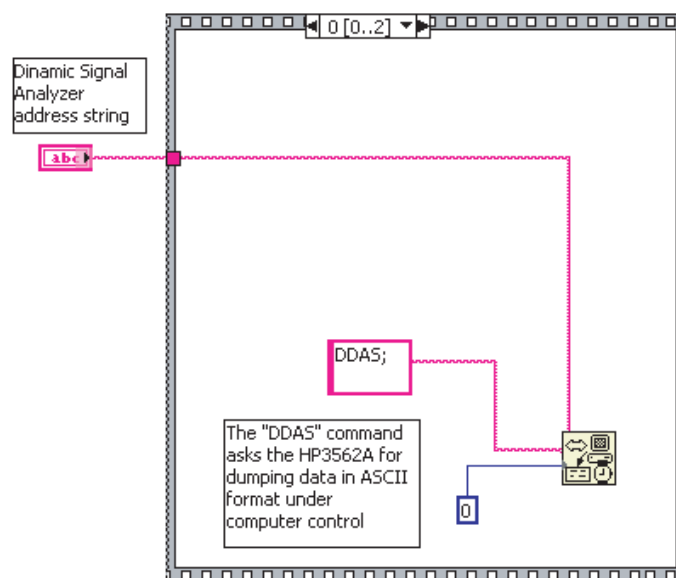 0 [0..2]
Dinamic Signal
Analyzer
address string
abc
DDAS;
The "DDAS" command
asks the HP3562A for
dumping data in ASCII
format under
computer control
0